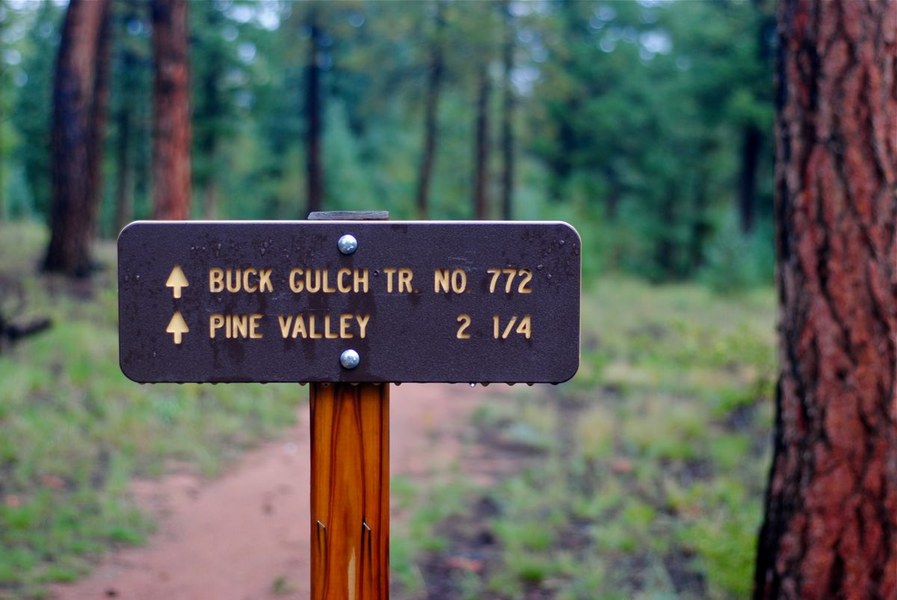 BUCK GULCH TR. NO 772
PINE VALLEY 2 1/4